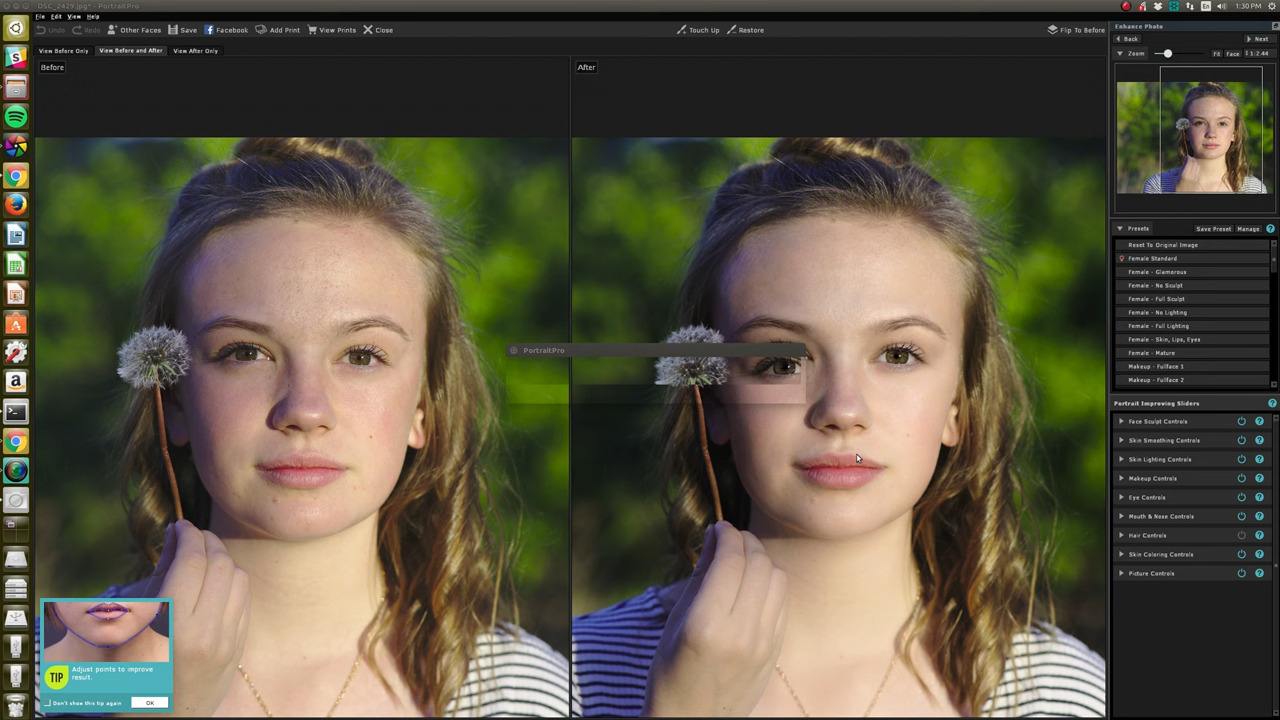 DSC_2429.jpg* - PortraitPro
En
1:30 PM
File Edit View Help
Undo Redo Other Faces Save Facebook Add Print View Prints Close Touch Up Restore Flip To Before
View Before Only View Before and After View After Only
Before
After
PortraitPro
TIP
Adjust points to improve
result.
Don't show this tip again
OK
Enhance Photo
Back Next
Zoom Fit Face 1:2.44
Presets Save Preset Manage ?
Reset To Original Image
Female Standard
Female - Glamorous
Female - No Sculpt
Female - Full Sculpt
Female - No Lighting
Female - Full Lighting
Female - Skin, Lips, Eyes
Female - Mature
Makeup - Fullface 1
Makeup - Fullface 2
Portrait Improving Sliders ?
Face Sculpt Controls ?
Skin Smoothing Controls ?
Skin Lighting Controls ?
Makeup Controls ?
Eye Controls ?
Mouth & Nose Controls ?
Hair Controls ?
Skin Coloring Controls ?
Picture Controls ?